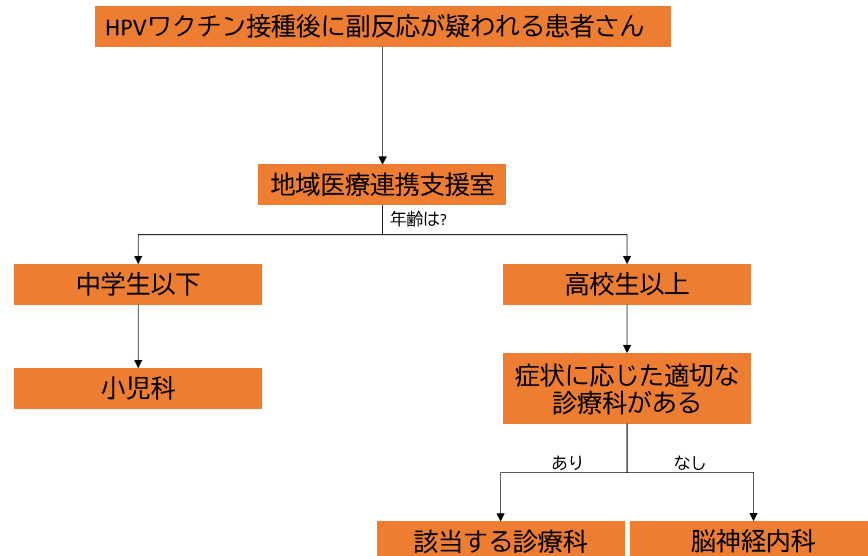 HPVワクチン接種後に副反応が疑われる患者さん
地域医療連携支援室
年齢は?
中学生以下
高校生以上
小児科
症状に応じた適切な
診療科がある
あり
なし
該当する診療科
脳神経内科